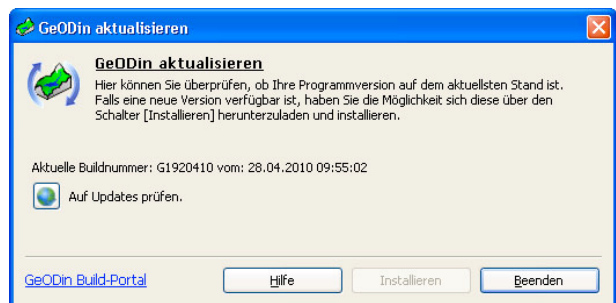 GeODin aktualisieren
GeODin aktualisieren
Hier können Sie überprüfen, ob Ihre Programmversion auf dem aktuellsten Stand ist.
Falls eine neue Version verfügbar ist, haben Sie die Möglichkeit sich diese über den
Schalter [Installieren] herunterzuladen und installieren.
Aktuelle Buildnummer: G1920410 vom: 28.04.2010 09:55:02
Auf Updates prüfen.
GeODin Build-Portal
Hilfe
Installieren
Beenden